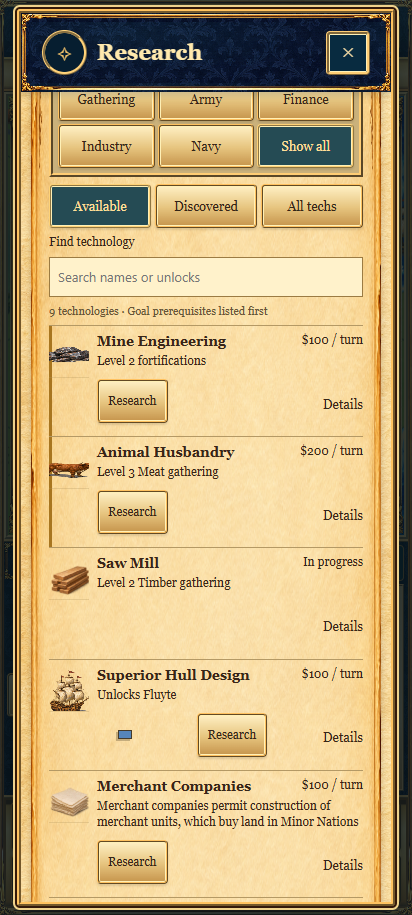 Research
×
Gathering
Army
Finance
Industry
Navy
Show all
Available
Discovered
All techs
Find technology
Search names or unlocks
9 technologies · Goal prerequisites listed first
Mine Engineering
$100 / turn
Level 2 fortifications
Research
Details
Animal Husbandry
$200 / turn
Level 3 Meat gathering
Research
Details
Saw Mill
In progress
Level 2 Timber gathering
Details
Superior Hull Design
$100 / turn
Unlocks Fluyte
Research
Details
Merchant Companies
$100 / turn
Merchant companies permit construction of
merchant units, which buy land in Minor Nations
Research
Details